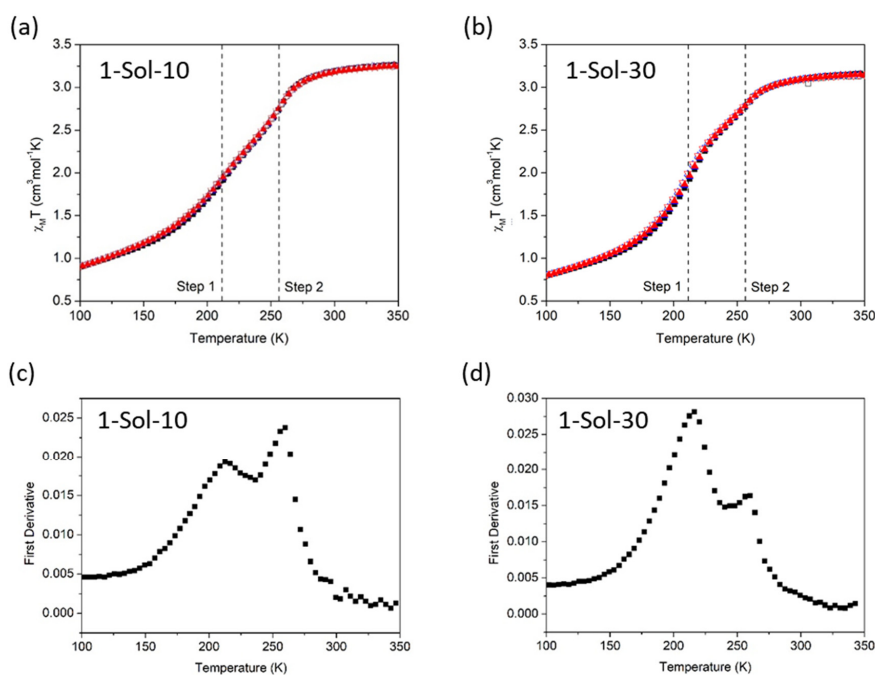 (a)
1-Sol-10
3.5
3.0
2.5
2.0
1.5
1.0
0.5
χMT (cm³mol⁻¹K)
Step 1
Step 2
100 150 200 250 300 350
Temperature (K)
(b)
1-Sol-30
3.5
3.0
2.5
2.0
1.5
1.0
0.5
χMT (cm³mol⁻¹K)
Step 1
Step 2
100 150 200 250 300 350
Temperature (K)
(c)
1-Sol-10
0.025
0.020
0.015
0.010
0.005
0.000
First Derivative
100 150 200 250 300 350
Temperature (K)
(d)
1-Sol-30
0.030
0.025
0.020
0.015
0.010
0.005
0.000
First Derivative
100 150 200 250 300 350
Temperature (K)